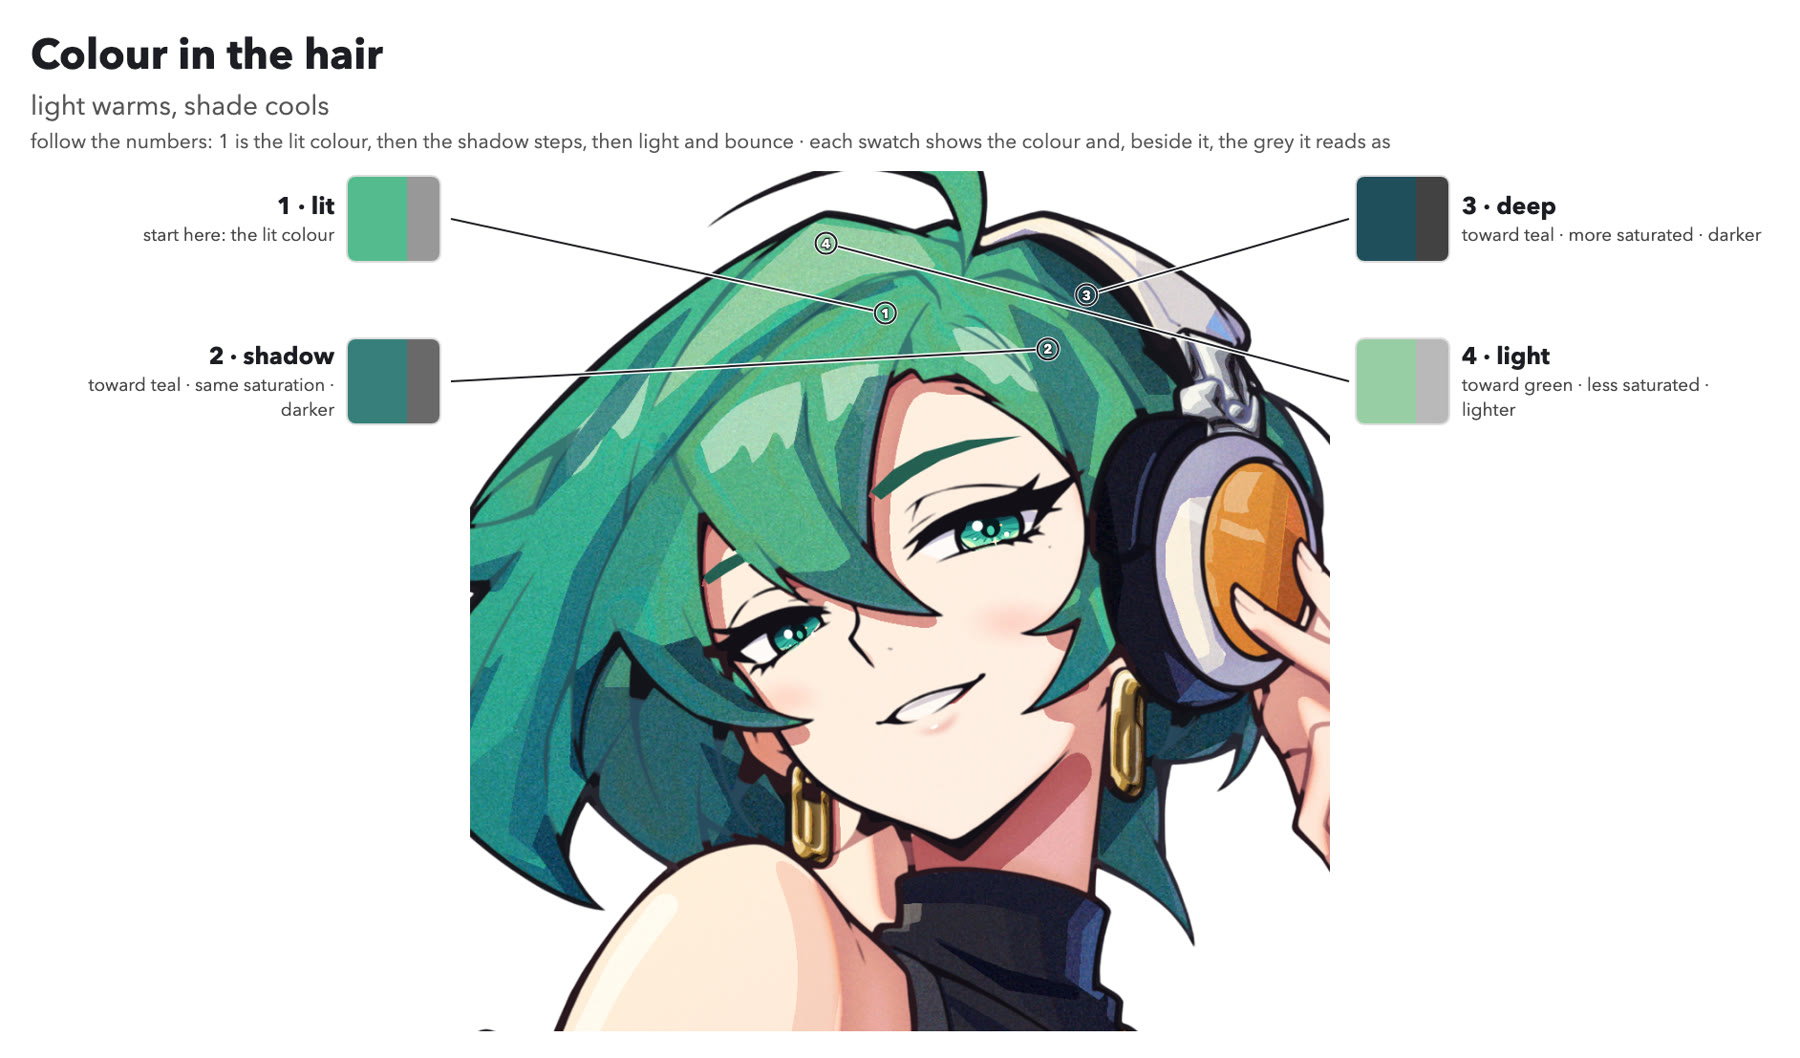 Colour in the hair
light warms, shade cools
follow the numbers: 1 is the lit colour, then the shadow steps, then light and bounce · each swatch shows the colour and, beside it, the grey it reads as
1 · lit
start here: the lit colour
2 · shadow
toward teal · same saturation ·
darker
3 · deep
toward teal · more saturated · darker
4 · light
toward green · less saturated ·
lighter
4
3
1
2